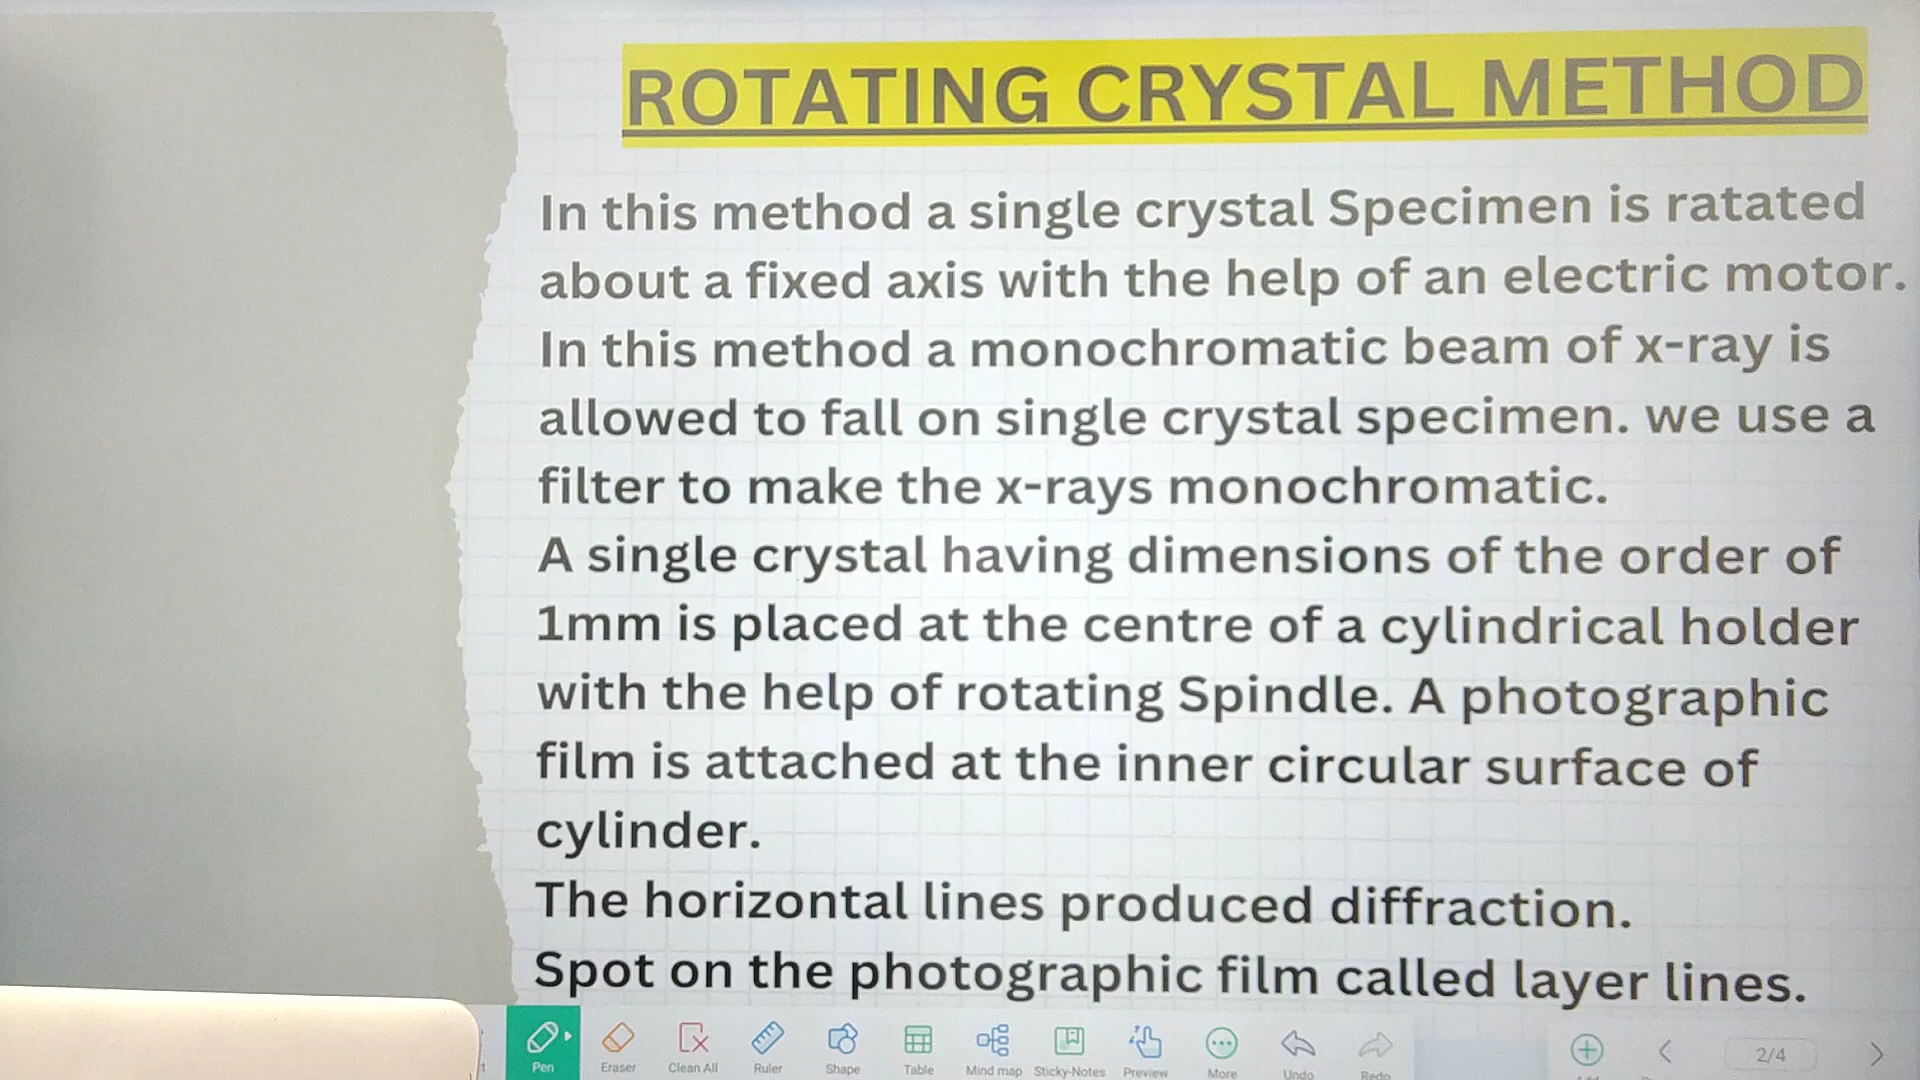 ROTATING CRYSTAL METHOD
In this method a single crystal Specimen is ratated
about a fixed axis with the help of an electric motor.
In this method a monochromatic beam of x-ray is
allowed to fall on single crystal specimen. we use a
filter to make the x-rays monochromatic.
A single crystal having dimensions of the order of
1mm is placed at the centre of a cylindrical holder
with the help of rotating Spindle. A photographic
film is attached at the inner circular surface of
cylinder.
The horizontal lines produced diffraction.
Spot on the photographic film called layer lines.
Pen Eraser Clean All Ruler Shape Table Mind map Sticky-Notes Preview More Undo Redo 2/4